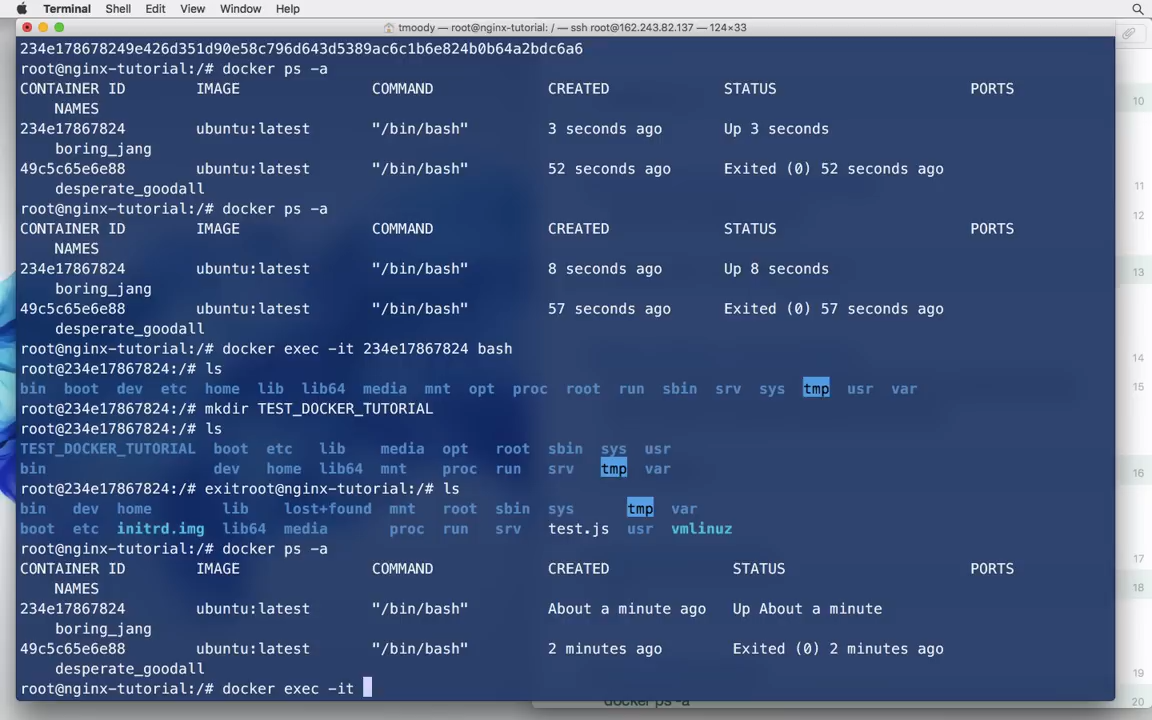 Terminal Shell Edit View Window Help
tmoody — root@nginx-tutorial: / — ssh root@162.243.82.137 — 124×33
234e178678249e426d351d90e58c796d643d5389ac6c1b6e824b0b64a2bdc6a6
root@nginx-tutorial:/# docker ps -a
CONTAINER ID IMAGE COMMAND CREATED STATUS PORTS
NAMES
234e17867824 ubuntu:latest "/bin/bash" 3 seconds ago Up 3 seconds
boring_jang
49c5c65e6e88 ubuntu:latest "/bin/bash" 52 seconds ago Exited (0) 52 seconds ago
desperate_goodall
root@nginx-tutorial:/# docker ps -a
CONTAINER ID IMAGE COMMAND CREATED STATUS PORTS
NAMES
234e17867824 ubuntu:latest "/bin/bash" 8 seconds ago Up 8 seconds
boring_jang
49c5c65e6e88 ubuntu:latest "/bin/bash" 57 seconds ago Exited (0) 57 seconds ago
desperate_goodall
root@nginx-tutorial:/# docker exec -it 234e17867824 bash
root@234e17867824:/# ls
bin boot dev etc home lib lib64 media mnt opt proc root run sbin srv sys tmp usr var
root@234e17867824:/# mkdir TEST_DOCKER_TUTORIAL
root@234e17867824:/# ls
TEST_DOCKER_TUTORIAL boot etc lib media opt root sbin sys usr
bin dev home lib64 mnt proc run srv tmp var
root@234e17867824:/# exitroot@nginx-tutorial:/# ls
bin dev home lib lost+found mnt root sbin sys tmp var
boot etc initrd.img lib64 media proc run srv test.js usr vmlinuz
root@nginx-tutorial:/# docker ps -a
CONTAINER ID IMAGE COMMAND CREATED STATUS PORTS
NAMES
234e17867824 ubuntu:latest "/bin/bash" About a minute ago Up About a minute
boring_jang
49c5c65e6e88 ubuntu:latest "/bin/bash" 2 minutes ago Exited (0) 2 minutes ago
desperate_goodall
root@nginx-tutorial:/# docker exec -it
10
11
12
13
14
15
16
17
18
19
20
docker ps -a